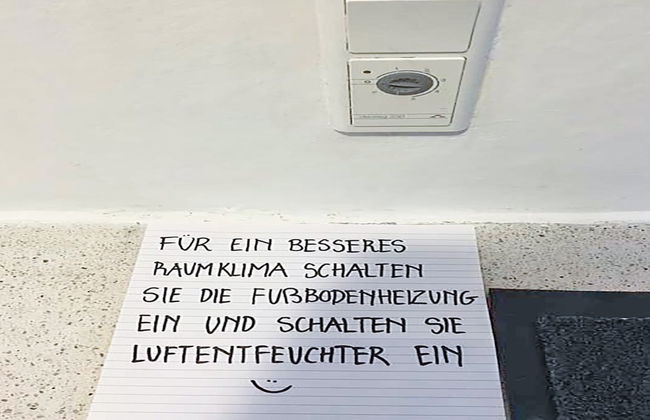 FÜR EIN BESSERES
RAUMKLIMA SCHALTEN
SIE DIE FUßBODENHEIZUNG
EIN UND SCHALTEN SIE
LUFTENTFEUCHTER EIN